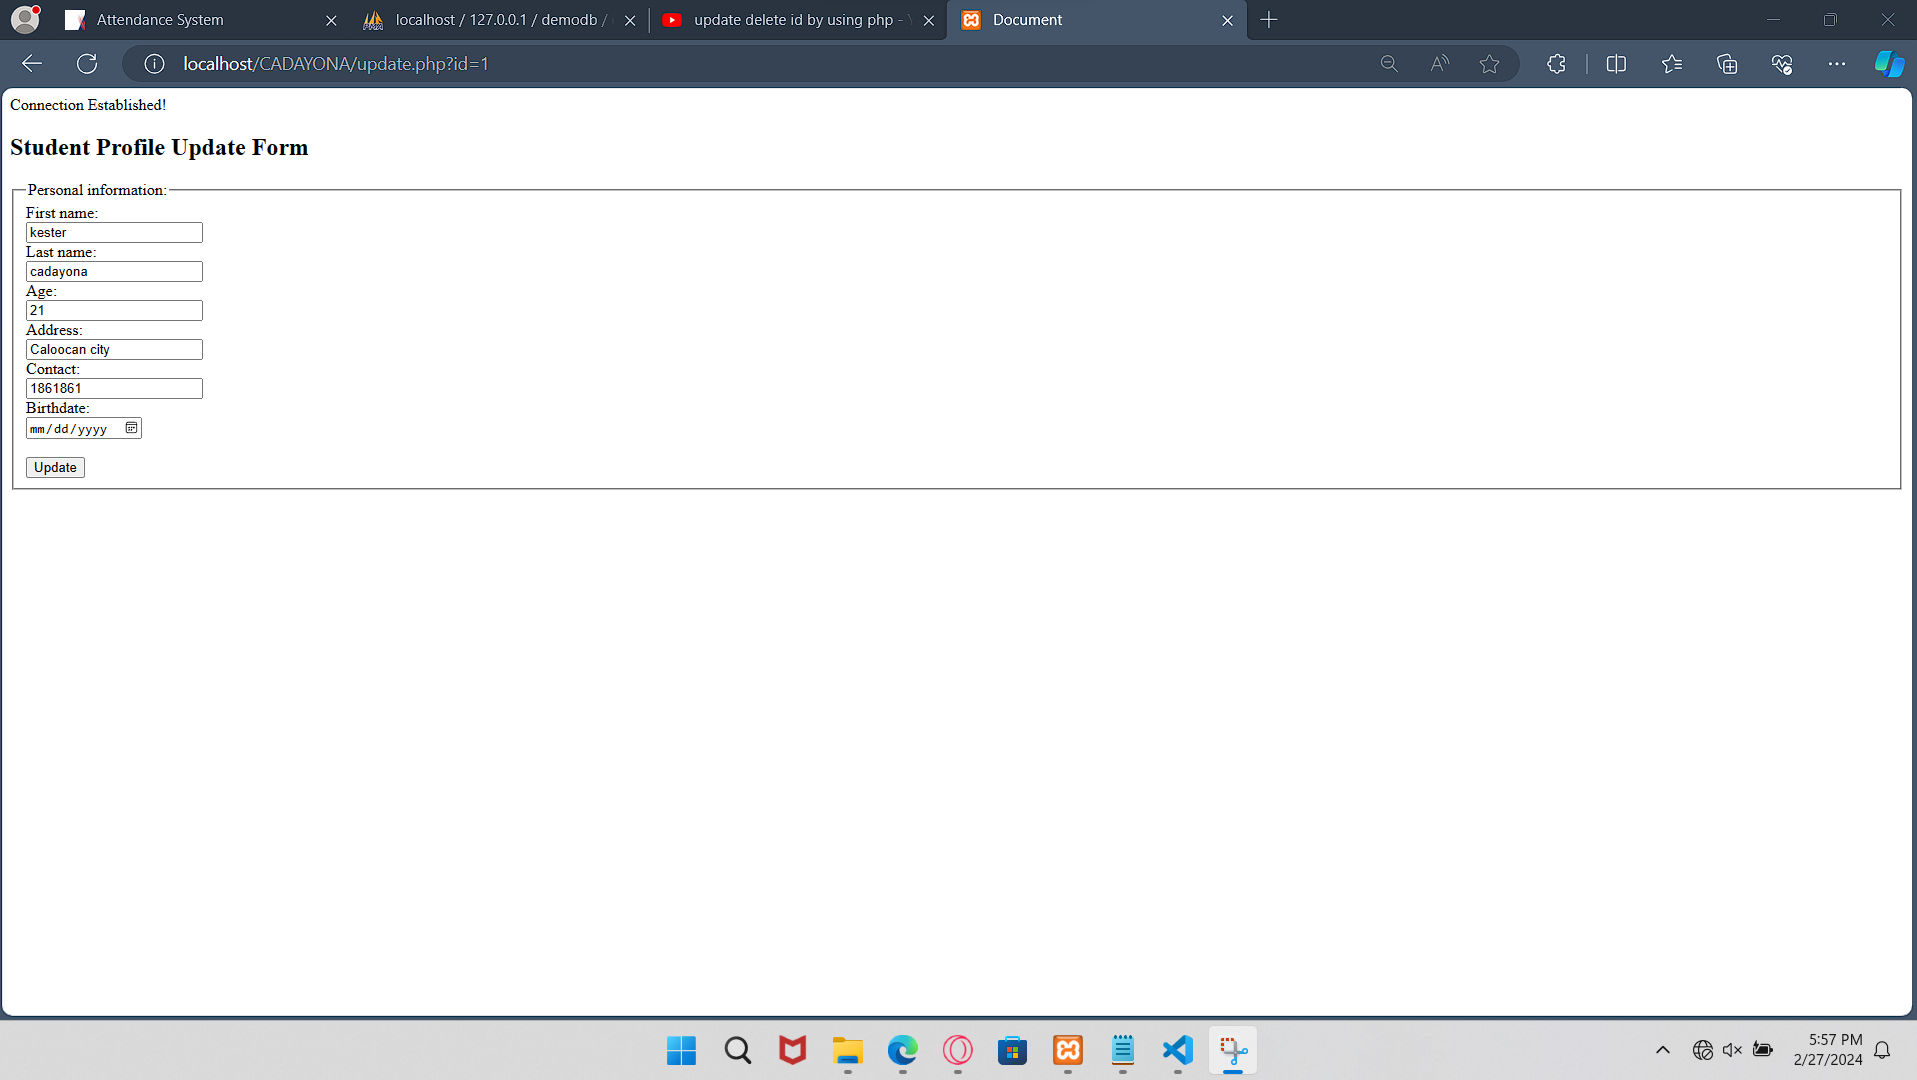 Attendance System
localhost / 127.0.0.1 / demodb /
update delete id by using php -
Document
localhost/CADAYONA/update.php?id=1
Connection Established!
Student Profile Update Form
Personal information:
First name:
kester
Last name:
cadayona
Age:
21
Address:
Caloocan city
Contact:
1861861
Birthdate:
mm/dd/yyyy
Update
5:57 PM
2/27/2024